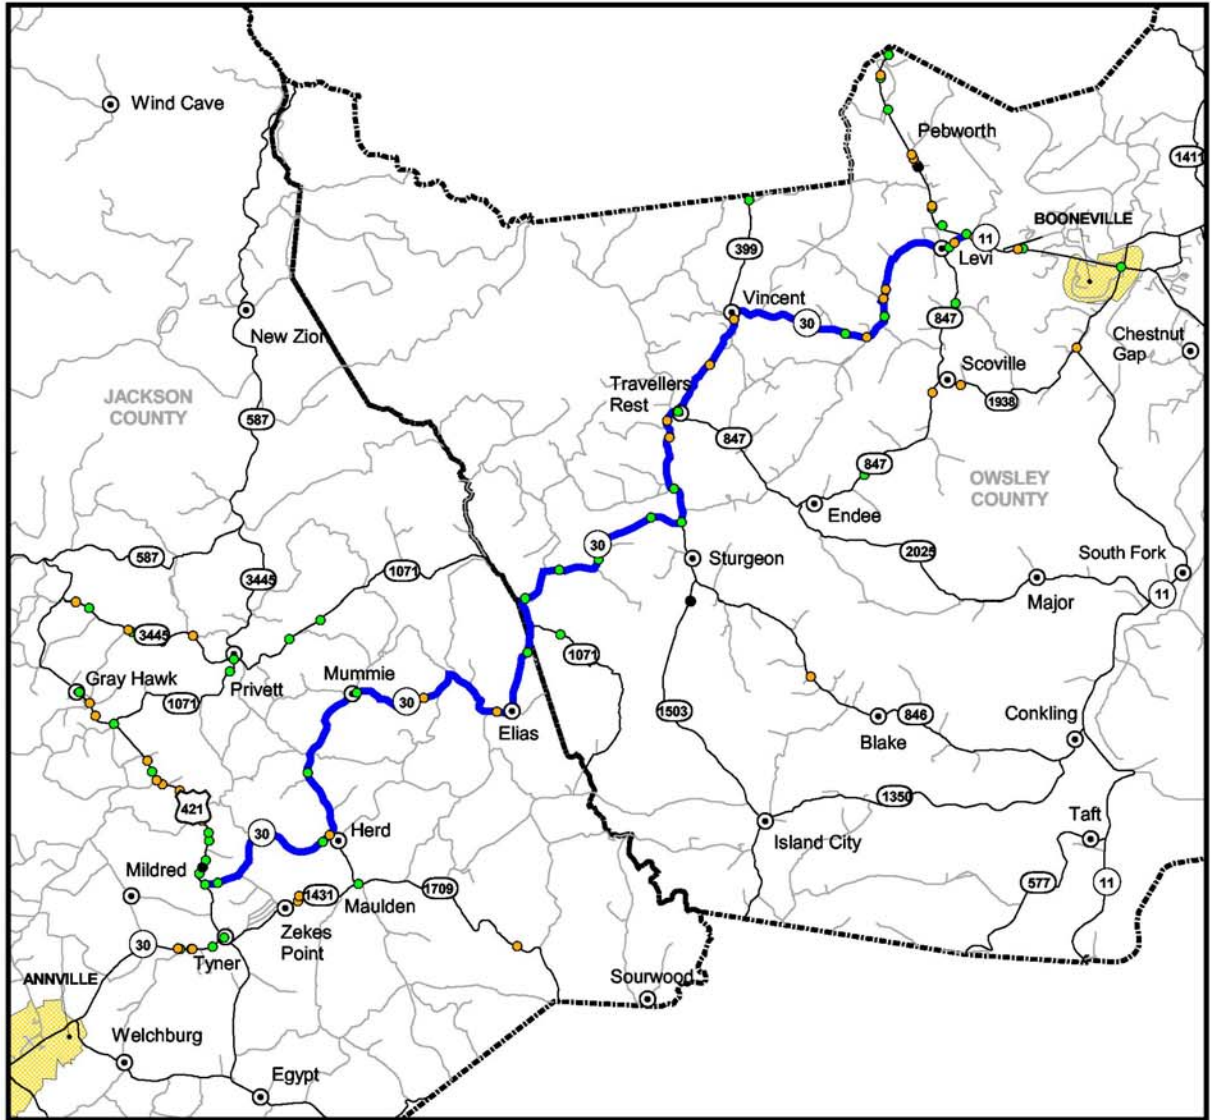 Wind Cave
Pebworth
1411
BOONEVILLE
11
399
Levi
Vincent
New Zion
30
847
Chestnut
Gap
Scoville
Travellers
Rest
JACKSON
COUNTY
1938
587
847
847
OWSLEY
COUNTY
Endee
30
587
2025
Sturgeon
South Fork
3445
1071
Major
11
3445
1071
Mummie
Gray Hawk
Privett
1071
30
1503
Conkling
Elias
846
Blake
421
1350
Taft
30
Herd
Island City
Mildred
577
11
1431
1709
Maulden
Zekes
Point
30
Tyner
Sourwood
ANNVILLE
Welchburg
Egypt